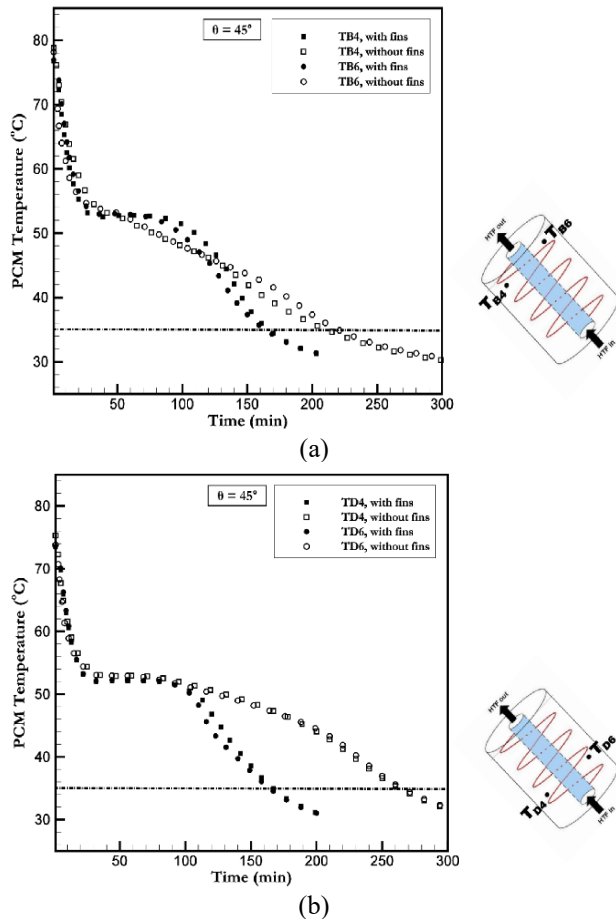 θ = 45°
TB4, with fins
TB4, without fins
TB6, with fins
TB6, without fins
80
70
60
50
40
30
PCM Temperature (°C)
50
100
150
200
250
300
Time (min)
HTF out
TB6
TB4
HTF in
(a)
θ = 45°
TD4, with fins
TD4, without fins
TD6, with fins
TD6, without fins
80
70
60
50
40
30
PCM Temperature (°C)
50
100
150
200
250
300
Time (min)
HTF out
TD6
TD4
HTF in
(b)